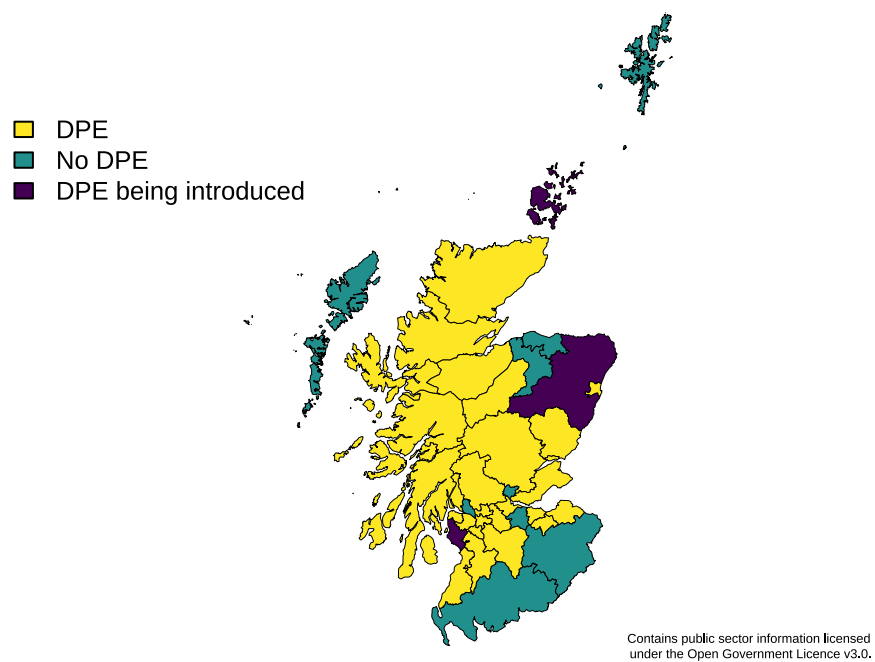 DPE
No DPE
DPE being introduced
Contains public sector information licensed
under the Open Government Licence v3.0.